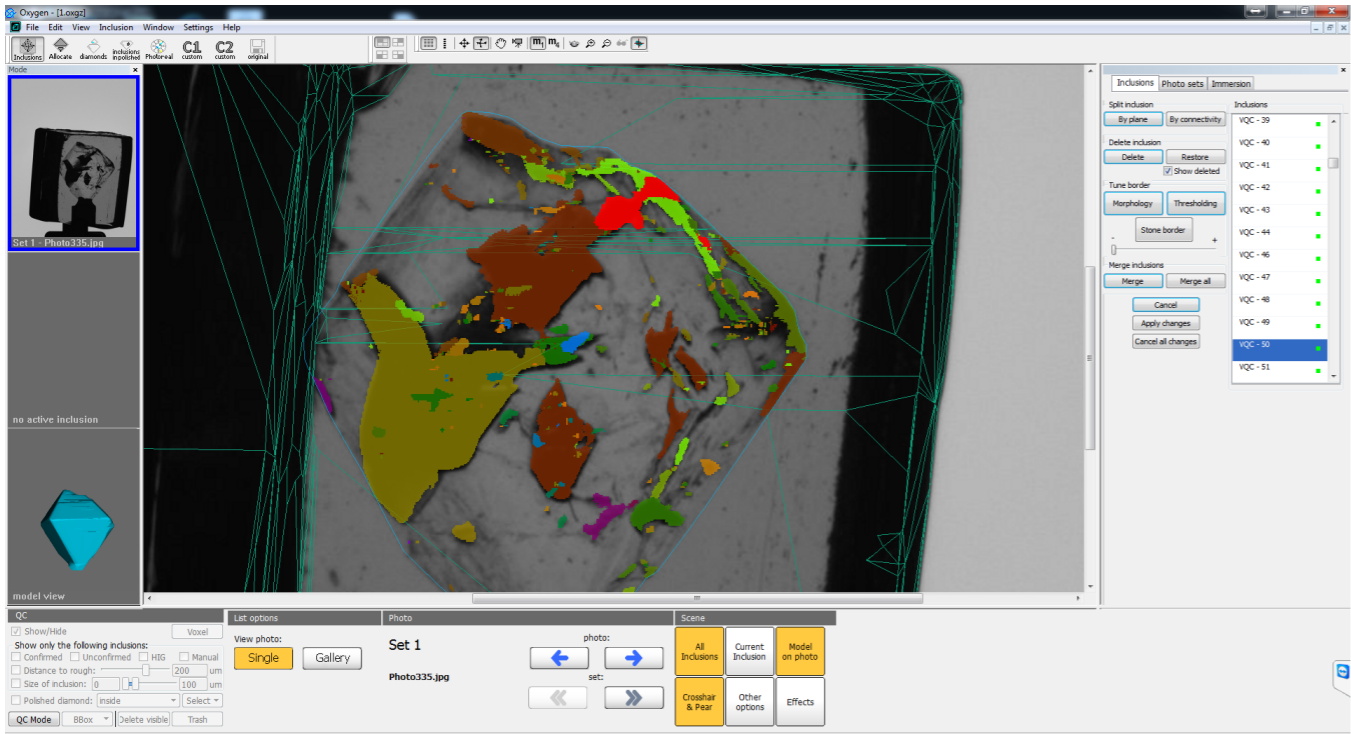 Oxygen - [1.oxgz]
File Edit View Inclusion Window Settings Help
Inclusions Allocate diamonds inclusions inpolished Photoreal C1 custom C2 custom original
Mode
Set 1 - Photo335.jpg
no active inclusion
model view
Inclusions Photo sets Immersion
Split inclusion
By plane By connectivity
Delete inclusion
Delete Restore
Show deleted
Tune border
Morphology Thresholding
Stone border
- +
Merge inclusions
Merge Merge all
Cancel
Apply changes
Cancel all changes
Inclusions
VQC - 39
VQC - 40
VQC - 41
VQC - 42
VQC - 43
VQC - 44
VQC - 46
VQC - 47
VQC - 48
VQC - 49
VQC - 50
VQC - 51
QC
Show/Hide Voxel
Show only the following inclusions:
Confirmed Unconfirmed HIG Manual
Distance to rough: 200 um
Size of inclusion: 0 100 um
Polished diamond: inside Select
QC Mode BBox Delete visible Trash
List options
View photo:
Single Gallery
Photo
Set 1
Photo335.jpg
photo:
set:
Scene
All Inclusions
Current Inclusion
Model on photo
Crosshair & Pear
Other options
Effects